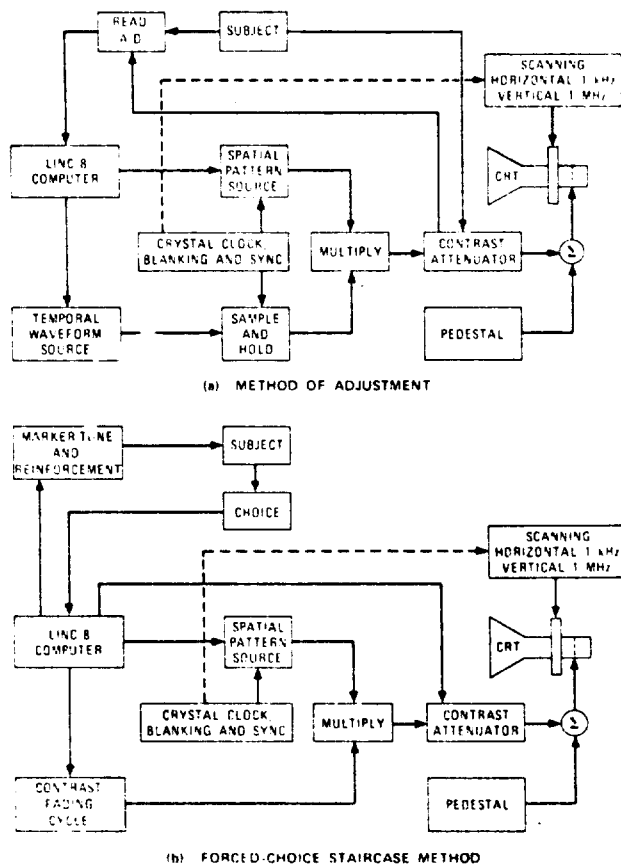 READ
A/D
SUBJECT
SCANNING
HORIZONTAL 1 kHz
VERTICAL 1 MHz
LINC 8
COMPUTER
SPATIAL
PATTERN
SOURCE
CRT
CRYSTAL CLOCK,
BLANKING AND SYNC
MULTIPLY
CONTRAST
ATTENUATOR
Σ
TEMPORAL
WAVEFORM
SOURCE
SAMPLE
AND
HOLD
PEDESTAL
(a) METHOD OF ADJUSTMENT
MARKER TONE
AND
REINFORCEMENT
SUBJECT
CHOICE
SCANNING
HORIZONTAL 1 kHz
VERTICAL 1 MHz
LINC 8
COMPUTER
SPATIAL
PATTERN
SOURCE
CRT
CRYSTAL CLOCK,
BLANKING AND SYNC
MULTIPLY
CONTRAST
ATTENUATOR
Σ
CONTRAST
FADING
CYCLE
PEDESTAL
(b) FORCED-CHOICE STAIRCASE METHOD